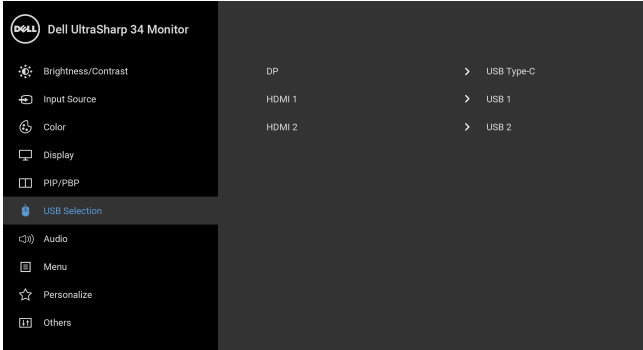 DELL
Dell UltraSharp 34 Monitor
Brightness/Contrast
Input Source
Color
Display
PIP/PBP
USB Selection
Audio
Menu
Personalize
Others
DP > USB Type-C
HDMI 1 > USB 1
HDMI 2 > USB 2